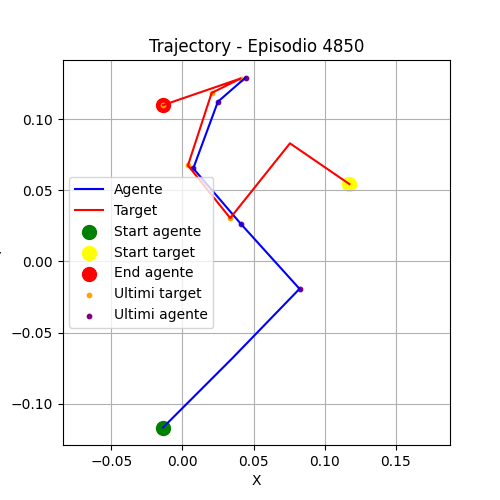 Trajectory - Episodio 4850
0.10
0.05
0.00
−0.05
−0.10
Agente
Target
Start agente
Start target
End agente
Ultimi target
Ultimi agente
−0.05
0.00
0.05
0.10
0.15
X